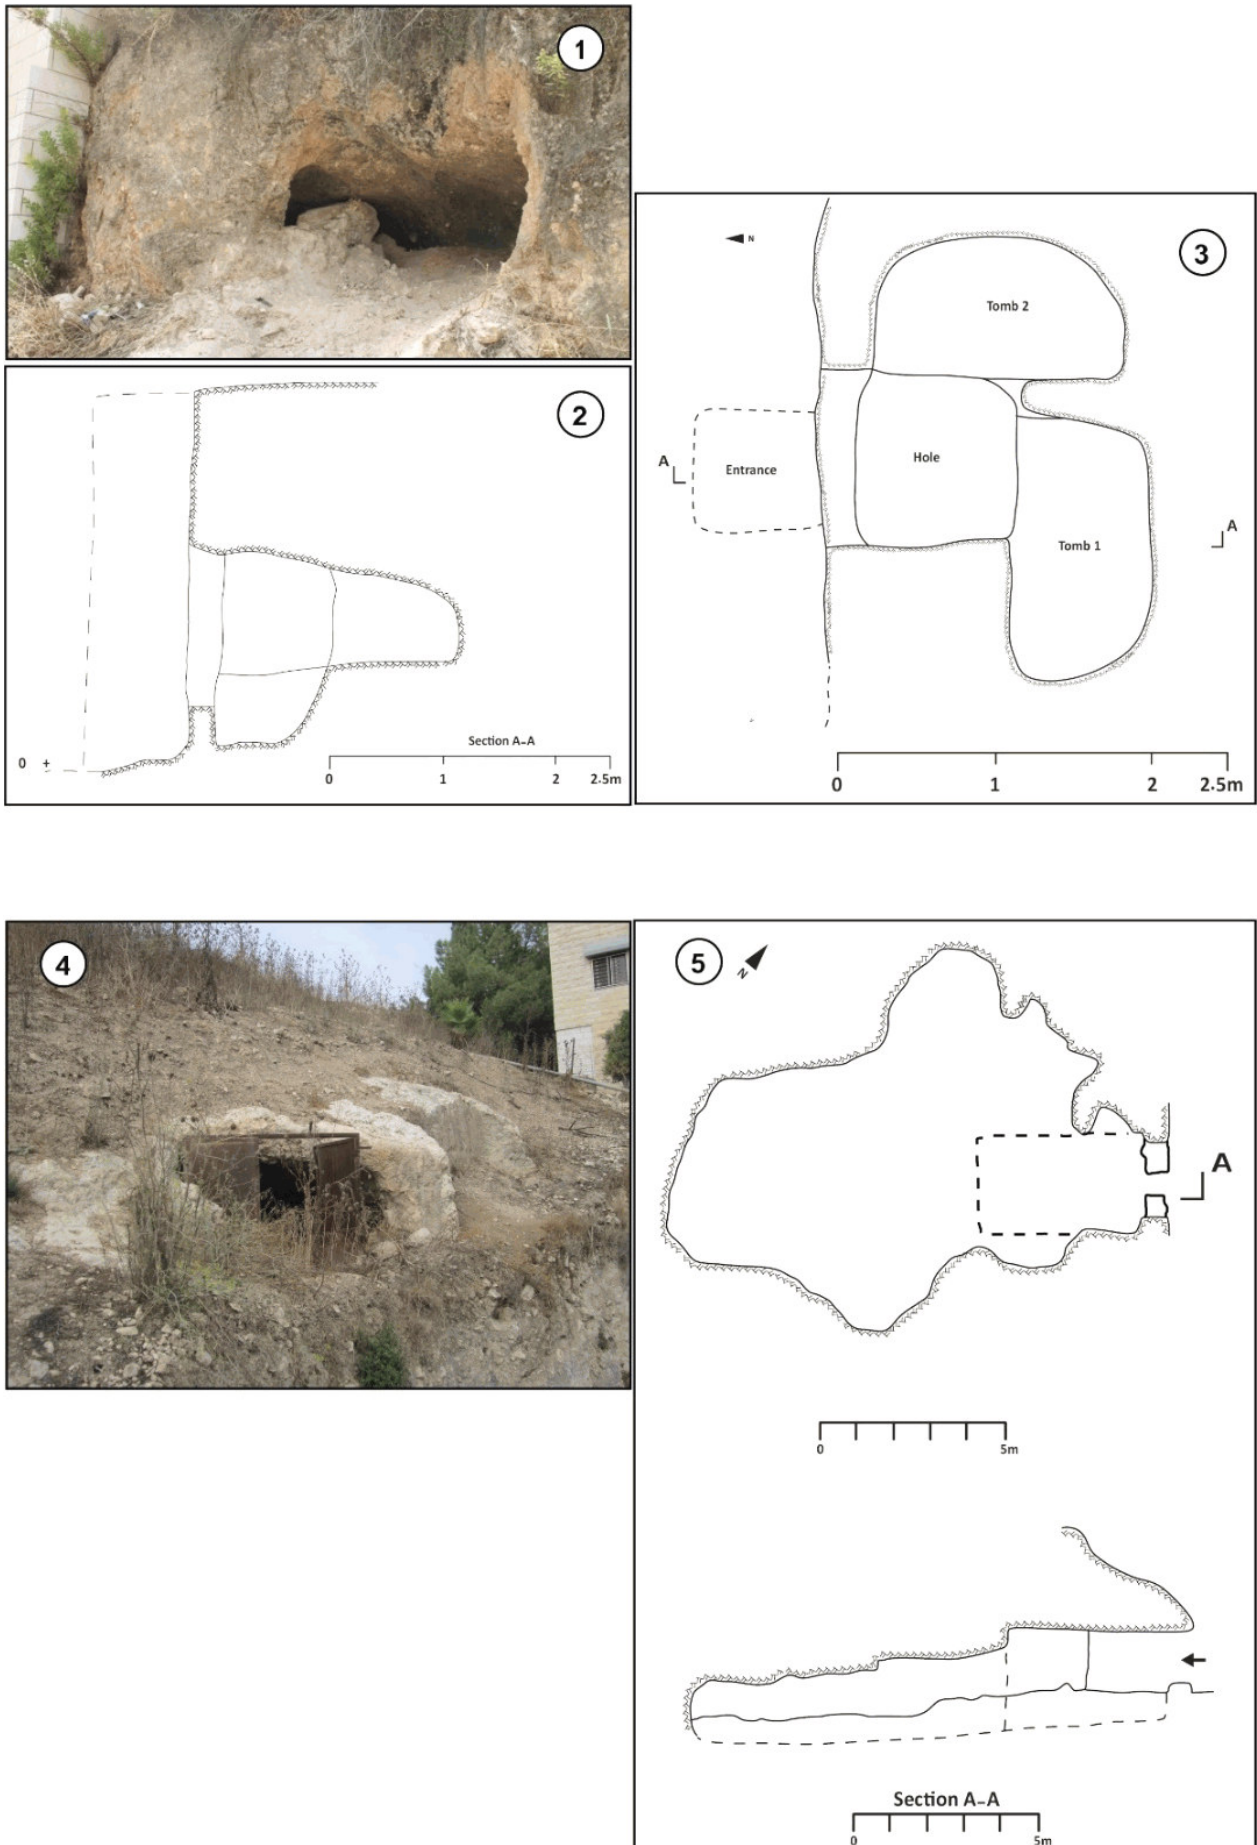 1
2
Section A-A
0 +
0 1 2 2.5m
3
N
Tomb 2
Entrance
Hole
A
A
Tomb 1
0 1 2 2.5m
4
5
N
A
0 5m
Section A-A
0 5m